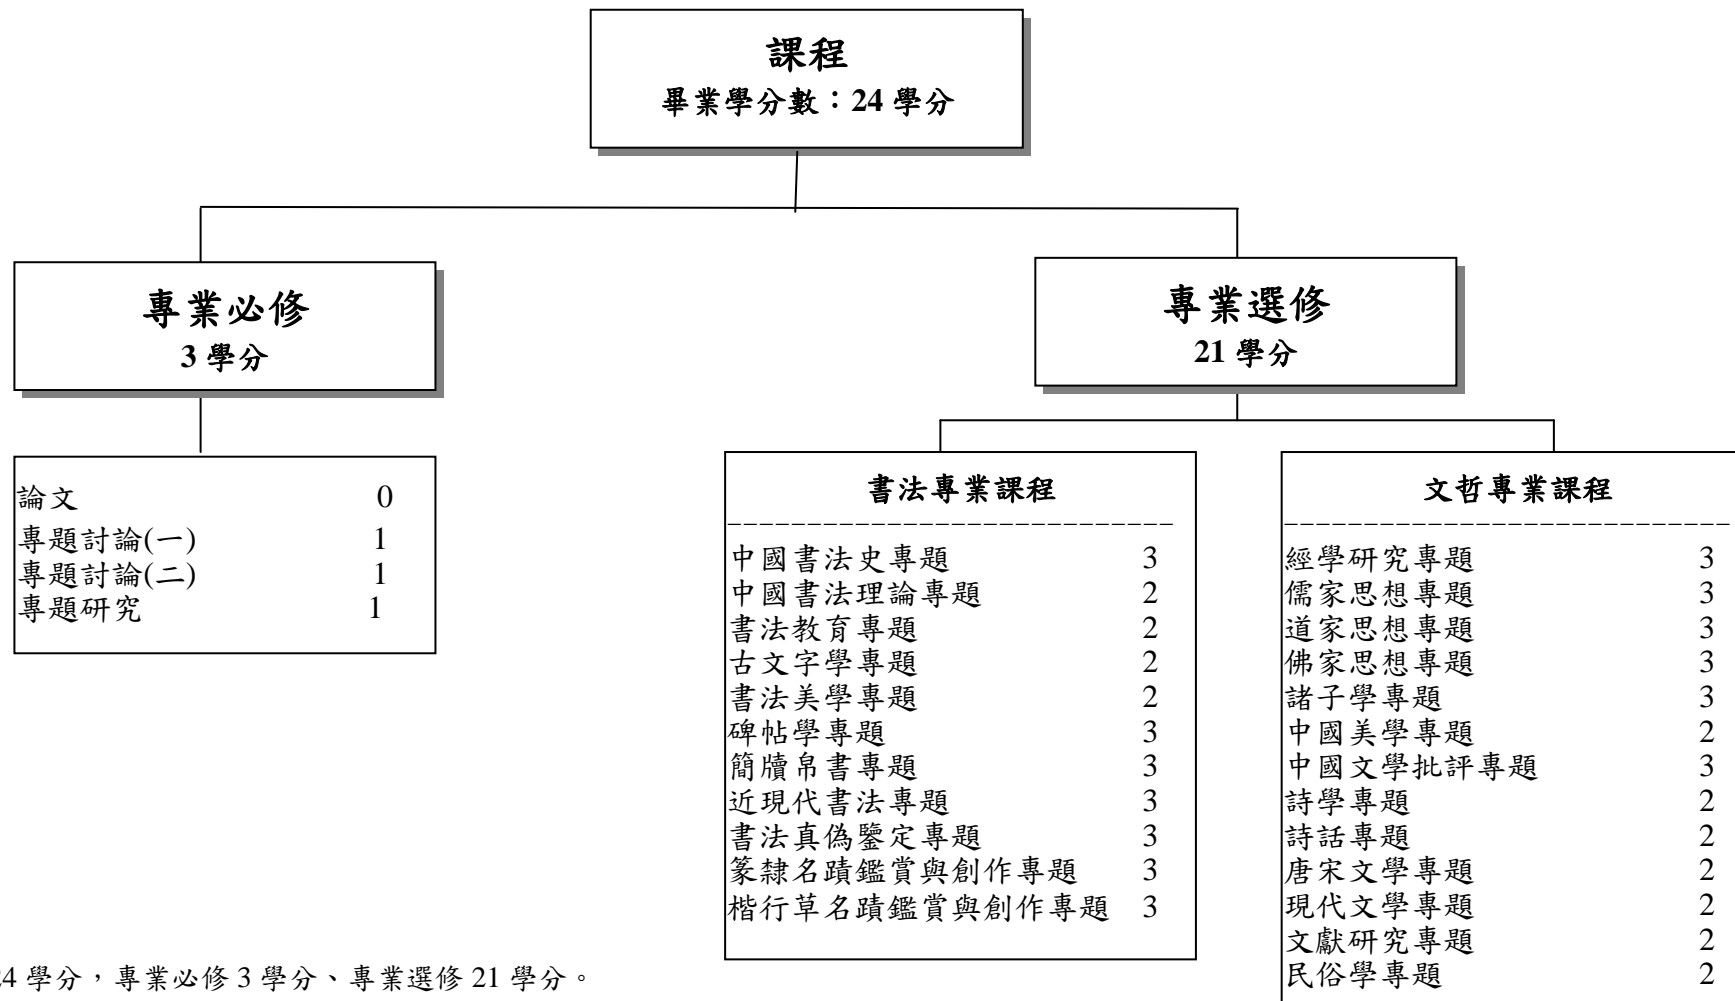 課程
畢業學分數：24 學分
專業必修
3 學分
專業選修
21 學分
論文 0
專題討論(一) 1
專題討論(二) 1
專題研究 1
書法專業課程
----------------------------
中國書法史專題 3
中國書法理論專題 2
書法教育專題 2
古文字學專題 2
書法美學專題 2
碑帖學專題 3
簡牘帛書專題 3
近現代書法專題 3
書法真偽鑒定專題 3
篆隸名蹟鑑賞與創作專題 3
楷行草名蹟鑑賞與創作專題 3
文哲專業課程
----------------------------
經學研究專題 3
儒家思想專題 3
道家思想專題 3
佛家思想專題 3
諸子學專題 3
中國美學專題 2
中國文學批評專題 3
詩學專題 2
詩話專題 2
唐宋文學專題 2
現代文學專題 2
文獻研究專題 2
民俗學專題 2
24 學分，專業必修 3 學分、專業選修 21 學分。